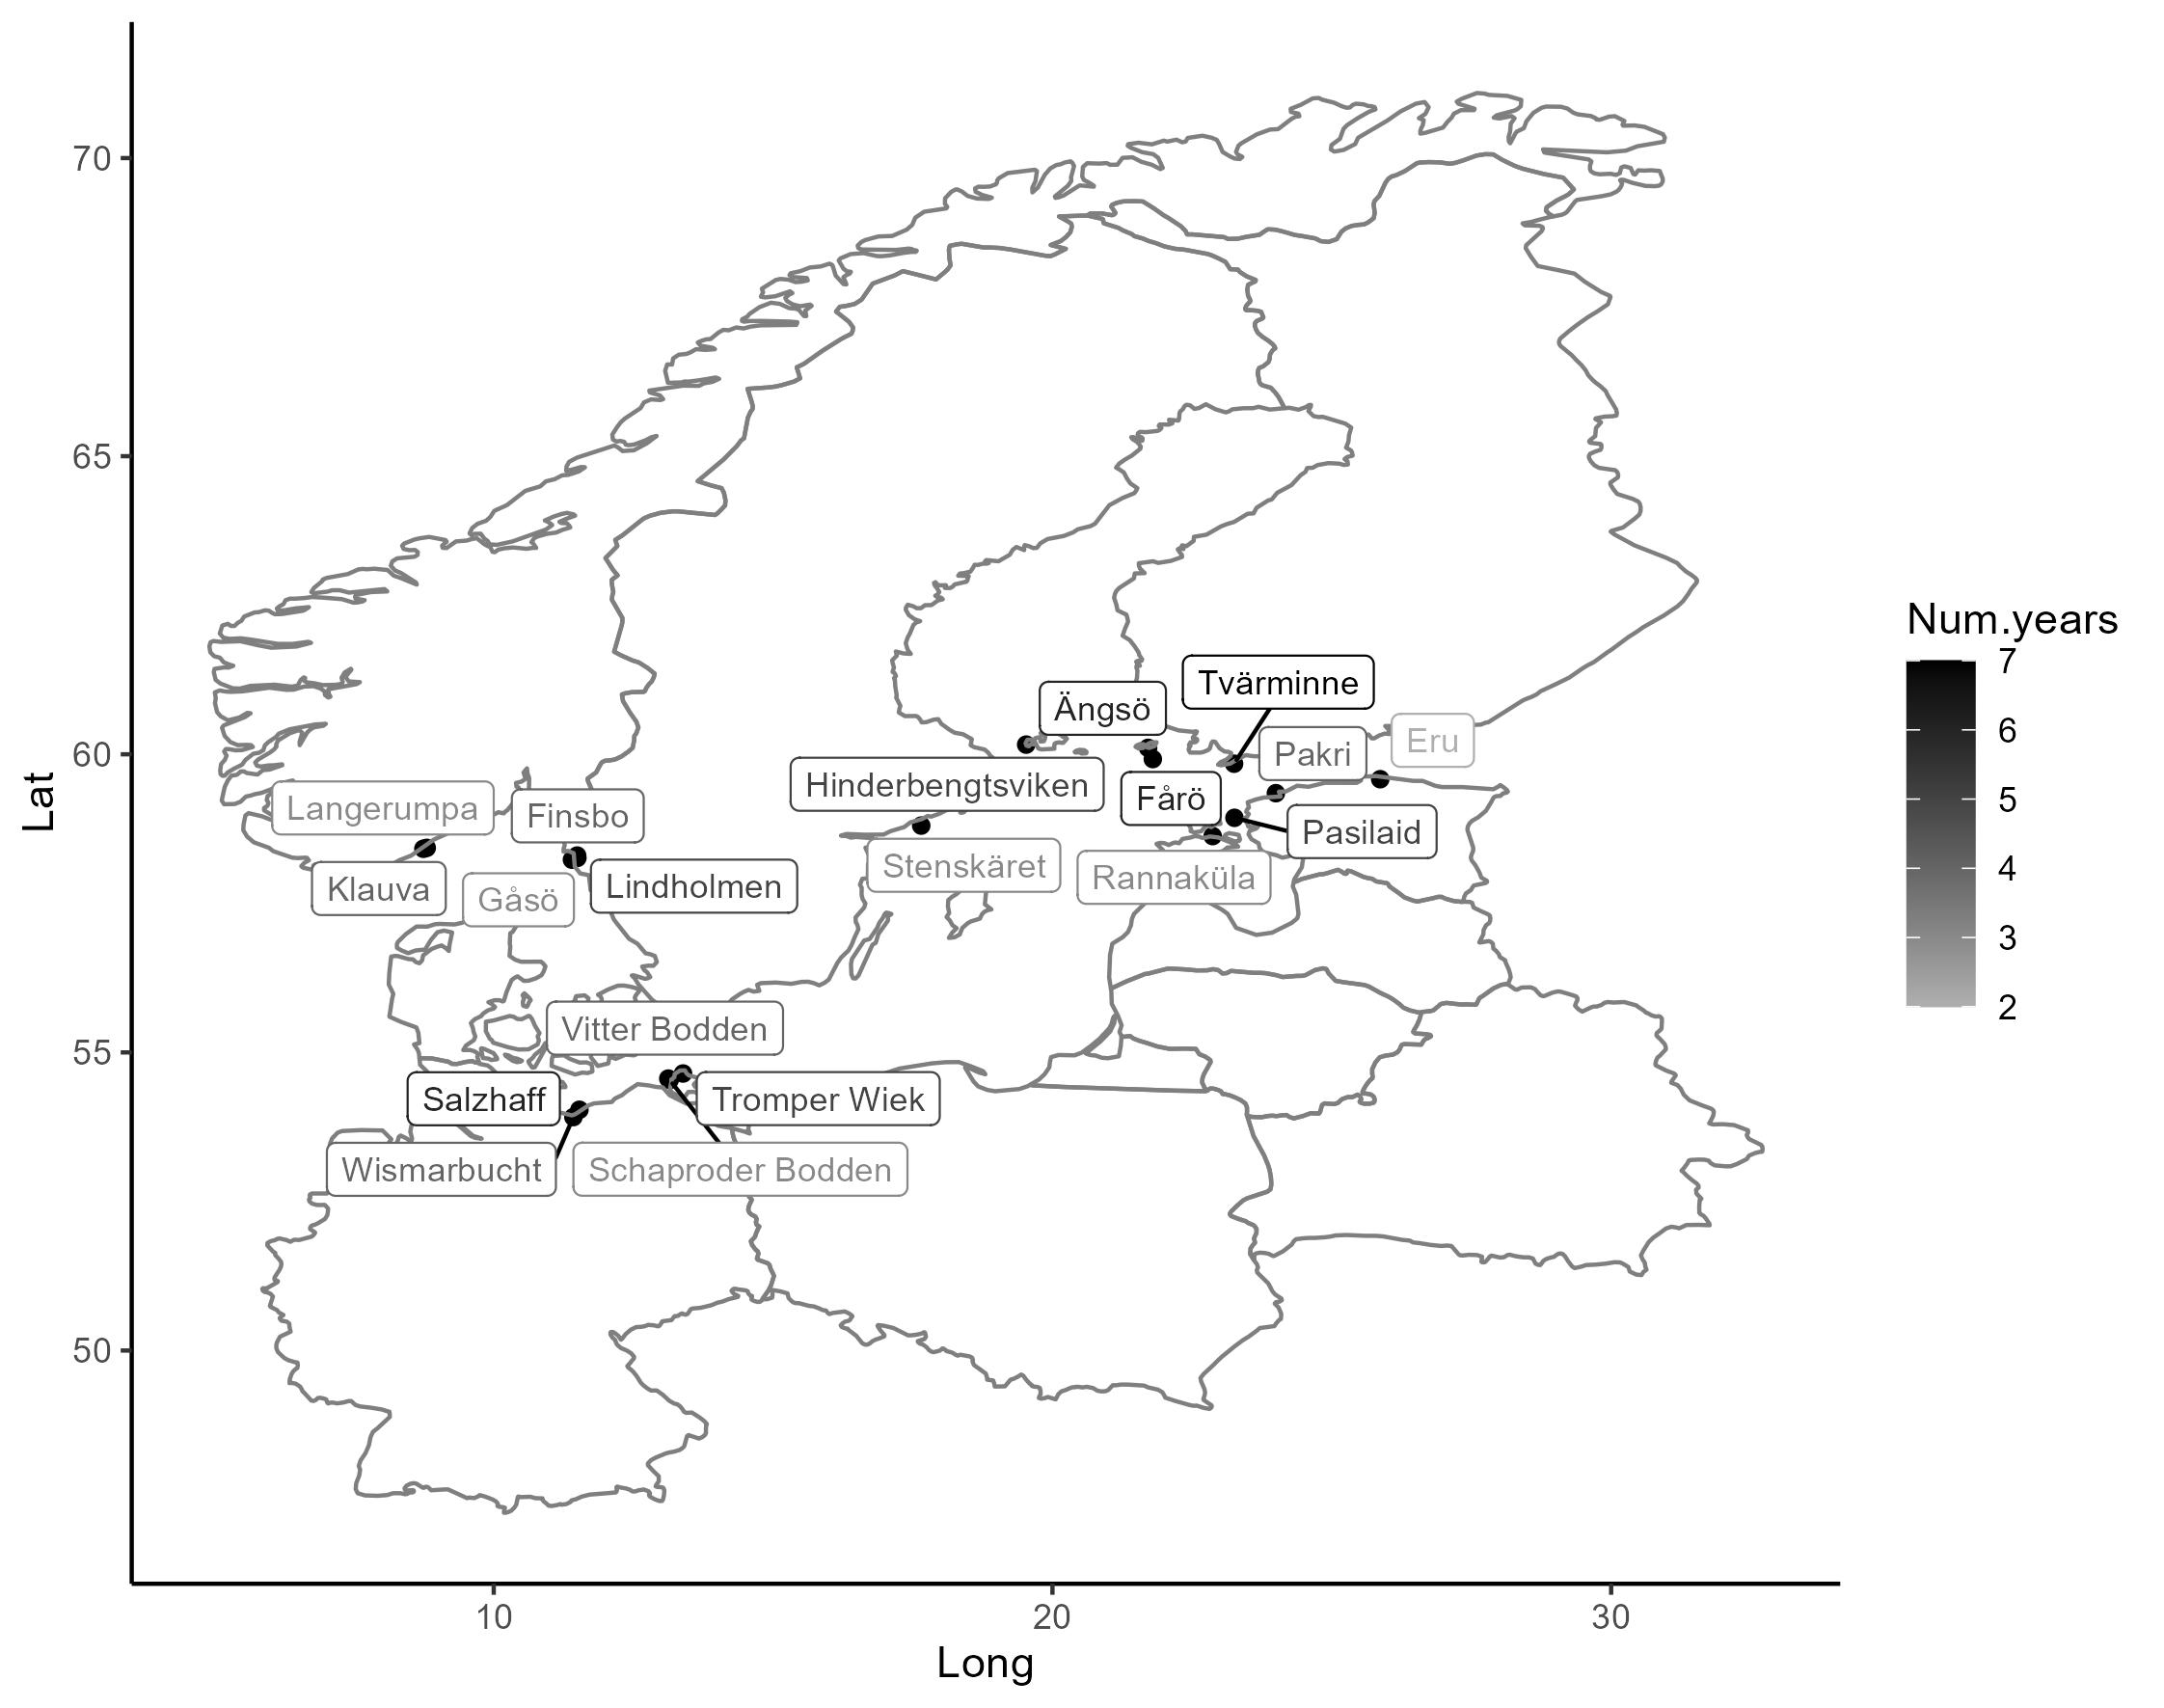 70
65
60
55
50
Lat
10
20
30
Long
Tvärminne
Ängsö
Pakri
Eru
Hinderbengtsviken
Fårö
Langerumpa
Finsbo
Pasilaid
Stenskäret
Rannaküla
Klauva
Gåsö
Lindholmen
Vitter Bodden
Salzhaff
Tromper Wiek
Wismarbucht
Schaproder Bodden
Num.years
7
6
5
4
3
2